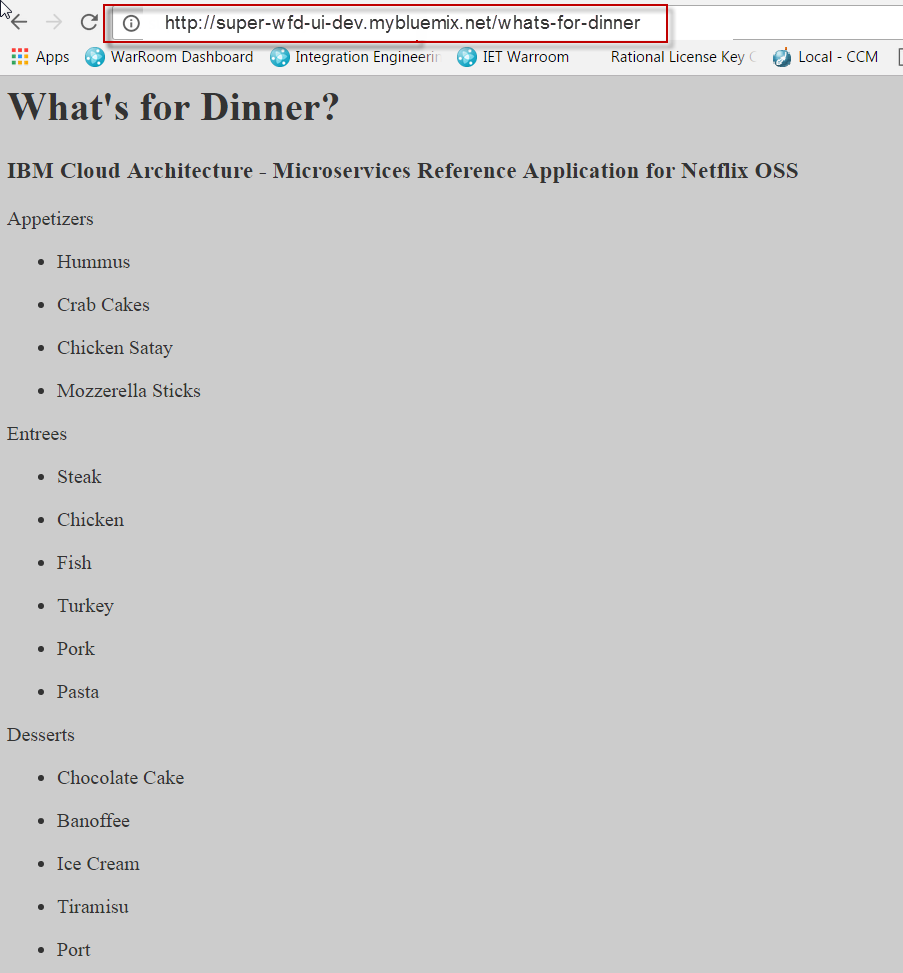 http://super-wfd-ui-dev.mybluemix.net/whats-for-dinner
Apps WarRoom Dashboard Integration Engineerin IET Warroom Rational License Key Local - CCM
What's for Dinner?
IBM Cloud Architecture - Microservices Reference Application for Netflix OSS
Appetizers
Hummus
Crab Cakes
Chicken Satay
Mozzerella Sticks
Entrees
Steak
Chicken
Fish
Turkey
Pork
Pasta
Desserts
Chocolate Cake
Banoffee
Ice Cream
Tiramisu
Port